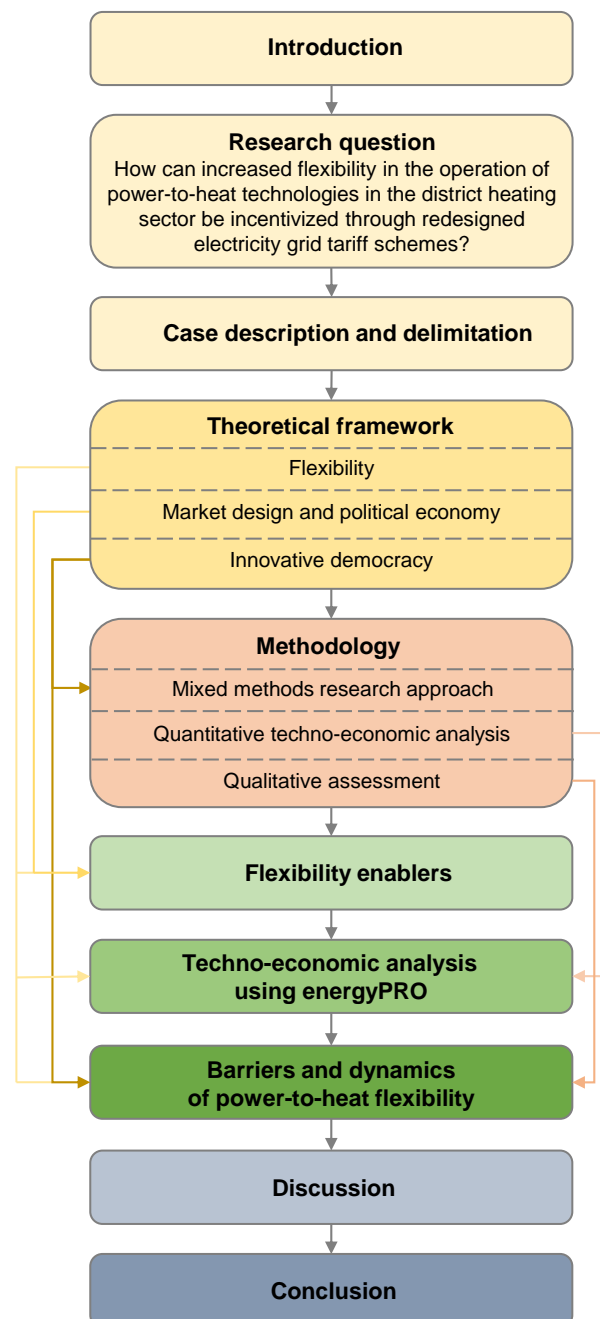 Introduction
Research question
How can increased flexibility in the operation of
power-to-heat technologies in the district heating
sector be incentivized through redesigned
electricity grid tariff schemes?
Case description and delimitation
Theoretical framework
Flexibility
Market design and political economy
Innovative democracy
Methodology
Mixed methods research approach
Quantitative techno-economic analysis
Qualitative assessment
Flexibility enablers
Techno-economic analysis
using energyPRO
Barriers and dynamics
of power-to-heat flexibility
Discussion
Conclusion